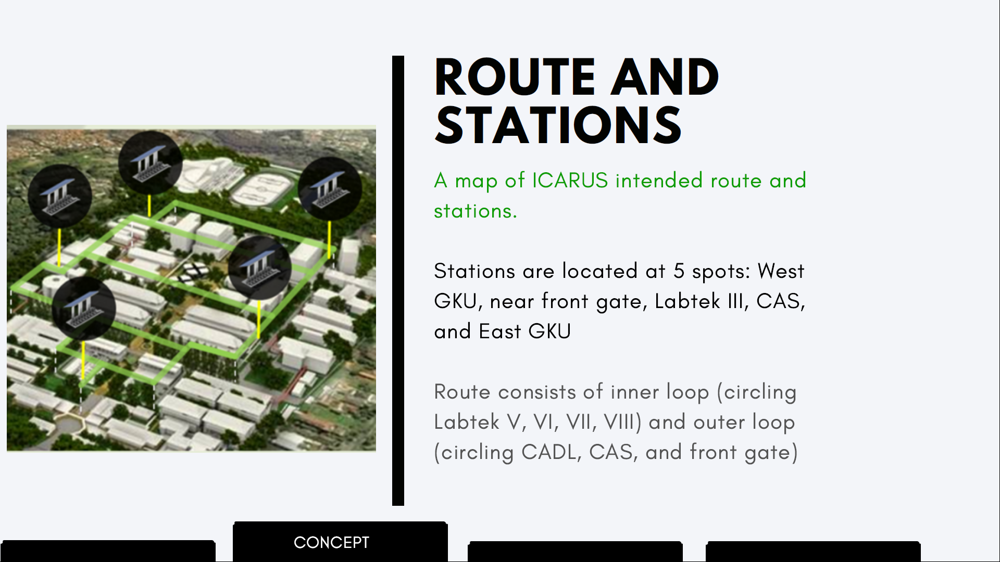 ROUTE AND
STATIONS
A map of ICARUS intended route and
stations.
Stations are located at 5 spots: West
GKU, near front gate, Labtek III, CAS,
and East GKU
Route consists of inner loop (circling
Labtek V, VI, VII, VIII) and outer loop
(circling CADL, CAS, and front gate)
CONCEPT